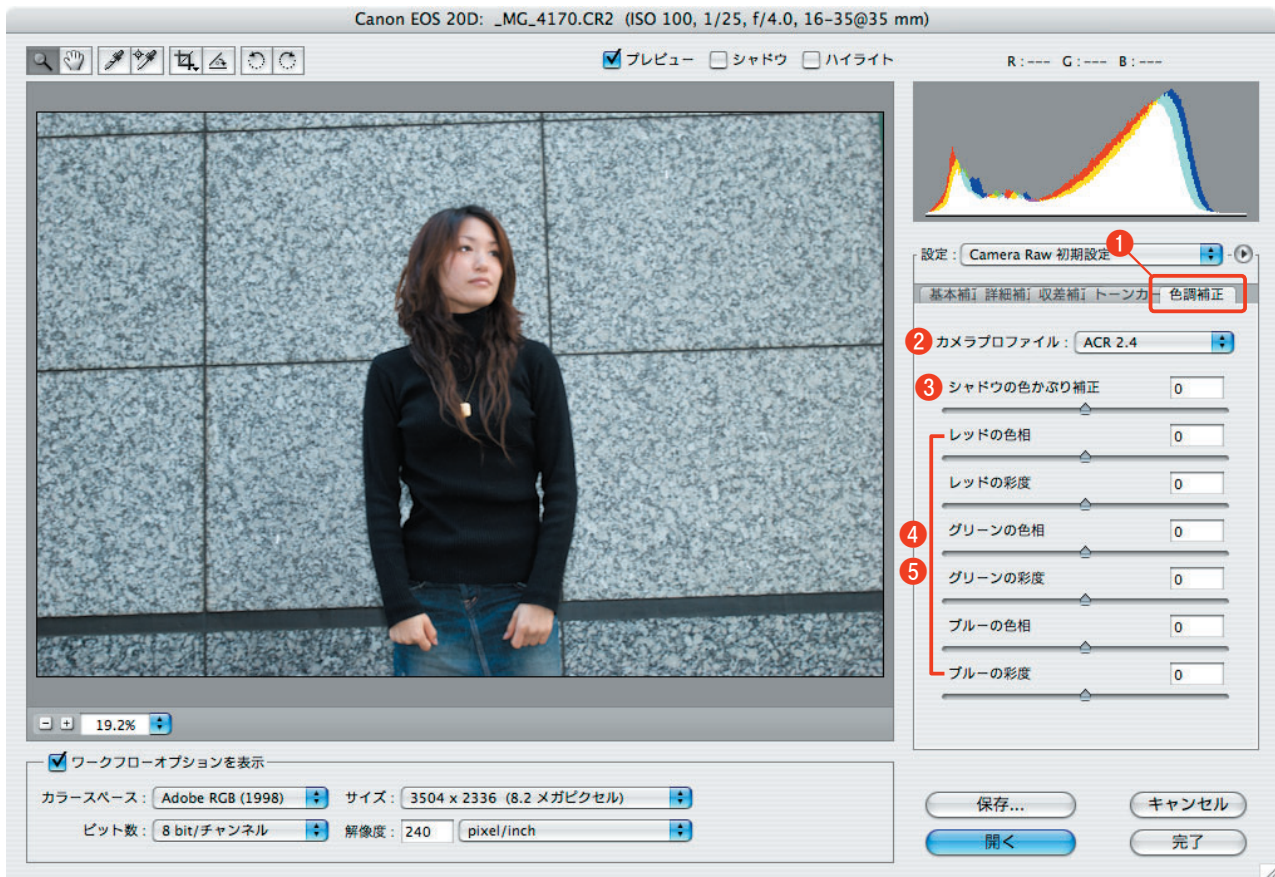 Canon EOS 20D: _MG_4170.CR2 (ISO 100, 1/25, f/4.0, 16-35@35 mm)
プレビュー シャドウ ハイライト
R:--- G:--- B:---
設定: Camera Raw 初期設定
1
基本補正 詳細補正 収差補正 トーンカー 色調補正
2 カメラプロファイル: ACR 2.4
3 シャドウの色かぶり補正 0
レッドの色相 0
レッドの彩度 0
4 グリーンの色相 0
5 グリーンの彩度 0
ブルーの色相 0
ブルーの彩度 0
19.2%
ワークフローオプションを表示
カラースペース: Adobe RGB (1998) サイズ: 3504 x 2336 (8.2 メガピクセル)
ビット数: 8 bit/チャンネル 解像度: 240 pixel/inch
保存... キャンセル
開く 完了